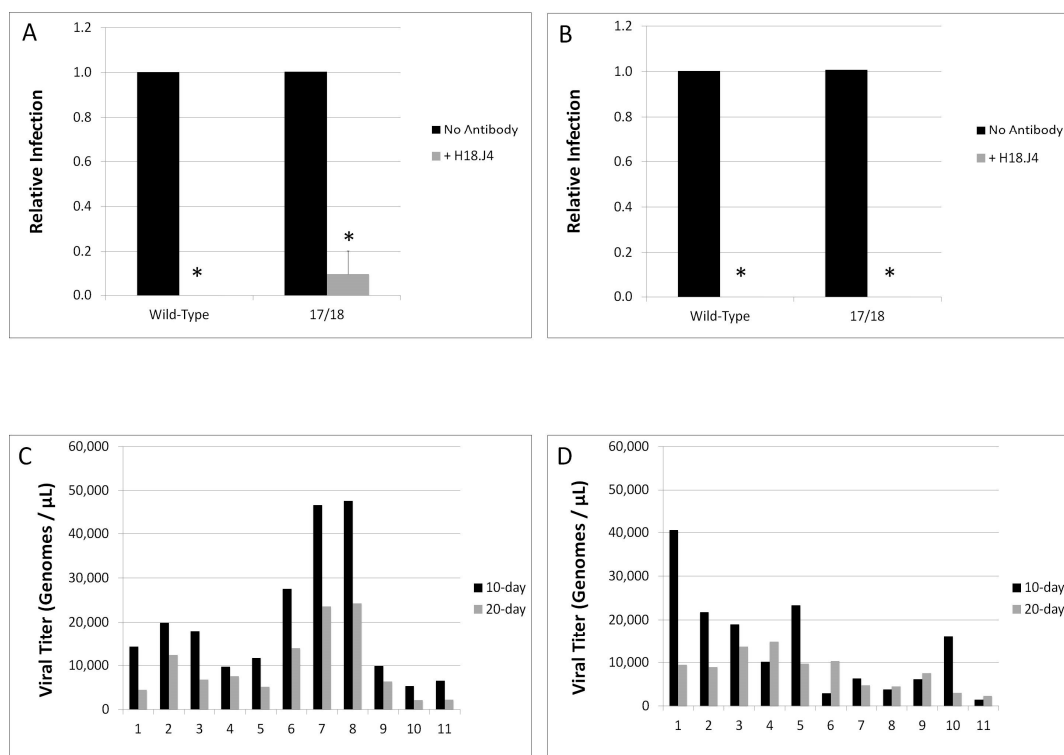 A
Relative Infection
1.2
1.0
0.8
0.6
0.4
0.2
0.0
*
*
Wild-Type
17/18
No Antibody
+ H18.J4
B
Relative Infection
1.2
1.0
0.8
0.6
0.4
0.2
0.0
*
*
Wild-Type
17/18
No Antibody
+ H18.J4
C
Viral Titer (Genomes / µL)
60,000
50,000
40,000
30,000
20,000
10,000
0
1 2 3 4 5 6 7 8 9 10 11
10-day
20-day
D
Viral Titer (Genomes / µL)
60,000
50,000
40,000
30,000
20,000
10,000
0
1 2 3 4 5 6 7 8 9 10 11
10-day
20-day